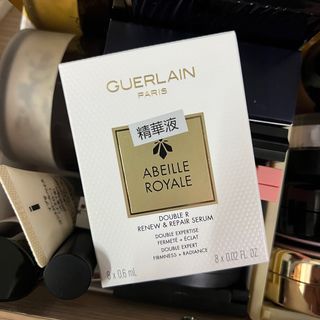 GUERLAIN
PARIS
精華液
ABEILLE
ROYALE
DOUBLE R
RENEW & REPAIR SERUM
DOUBLE EXPERTISE
FERMETÉ + ÉCLAT
DOUBLE EXPERT
FIRMNESS + RADIANCE
8 x 0.6 mL
8 x 0.02 FL. OZ